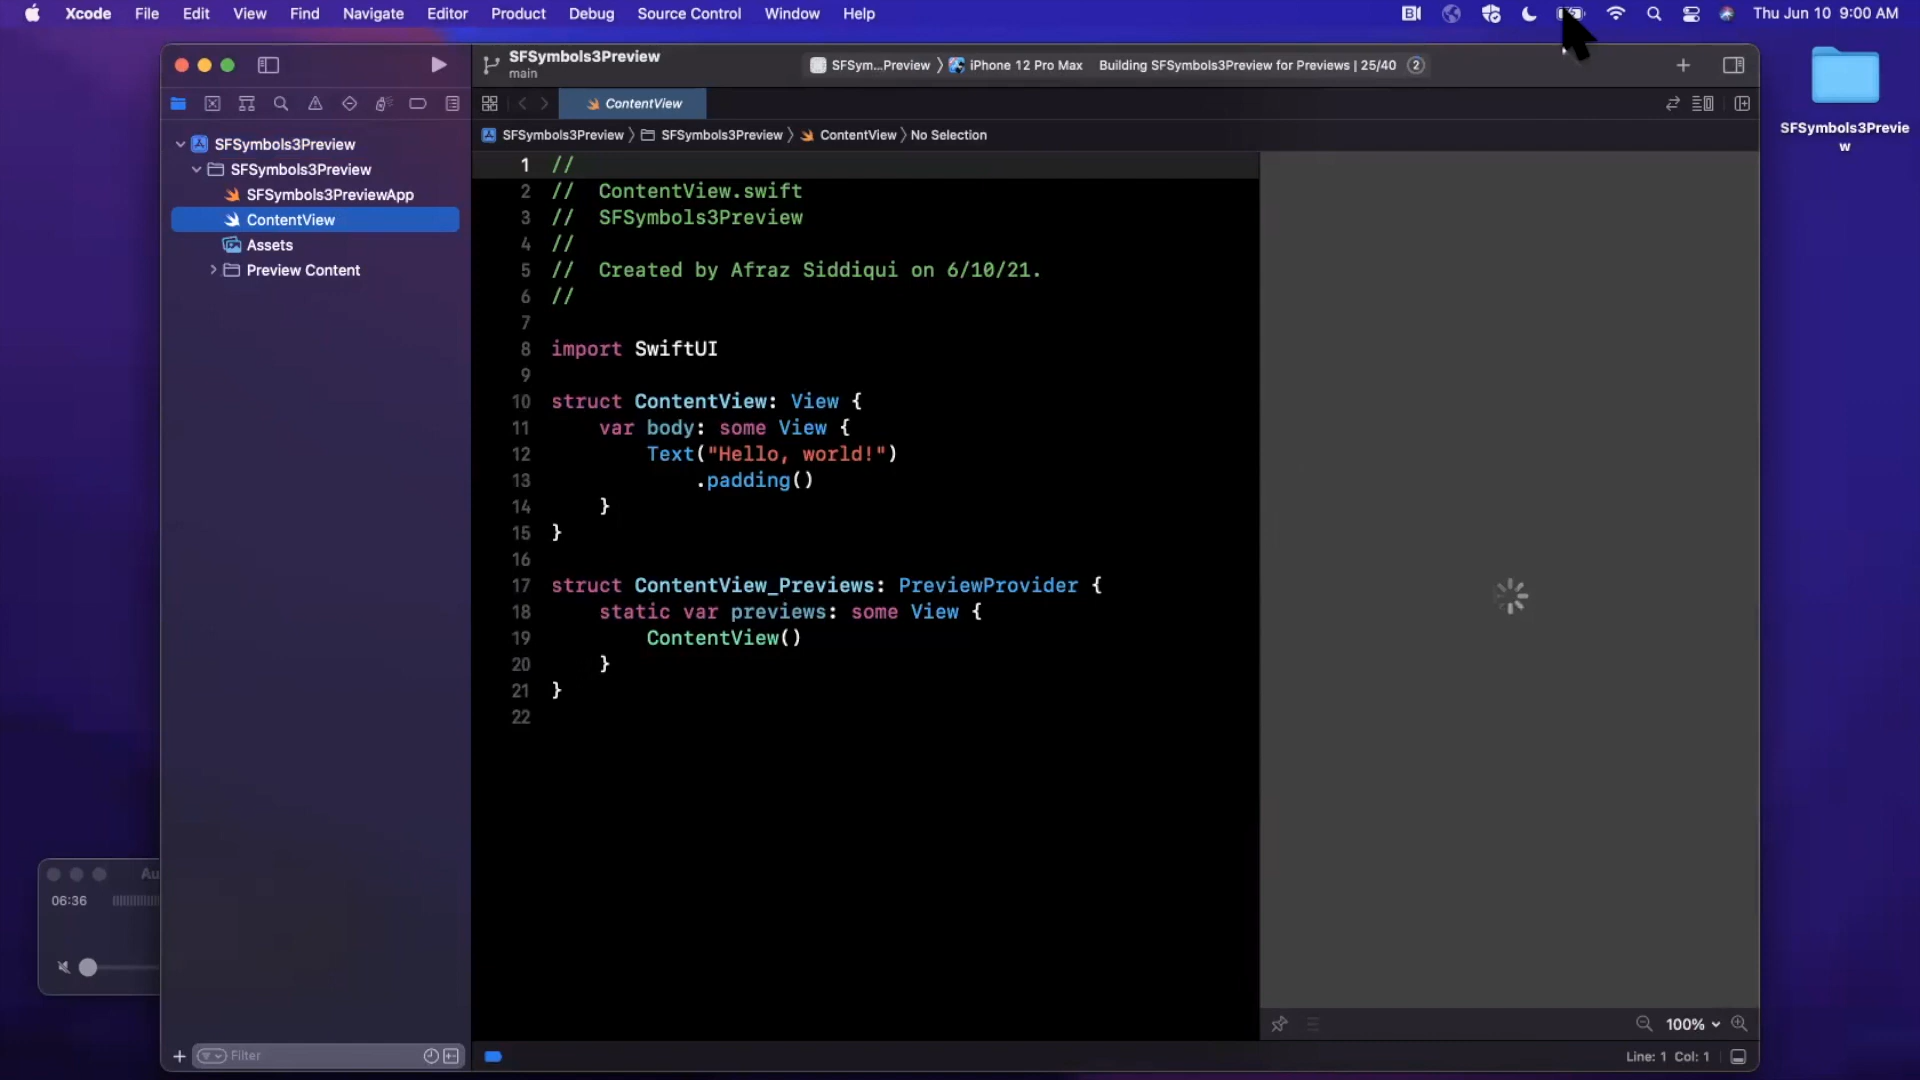 Xcode File Edit View Find Navigate Editor Product Debug Source Control Window Help Thu Jun 10 9:00 AM
SFSymbols3Preview
main
SFSym...Preview iPhone 12 Pro Max Building SFSymbols3Preview for Previews | 25/40 2
ContentView
SFSymbols3Preview SFSymbols3Preview ContentView No Selection
SFSymbols3Preview
SFSymbols3Preview
SFSymbols3PreviewApp
ContentView
Assets
Preview Content
1 //
2 // ContentView.swift
3 // SFSymbols3Preview
4 //
5 // Created by Afraz Siddiqui on 6/10/21.
6 //
7
8 import SwiftUI
9
10 struct ContentView: View {
11 var body: some View {
12 Text("Hello, world!")
13 .padding()
14 }
15 }
16
17 struct ContentView_Previews: PreviewProvider {
18 static var previews: some View {
19 ContentView()
20 }
21 }
22
SFSymbols3Previe
w
Au
06:36
Filter
100%
Line: 1 Col: 1